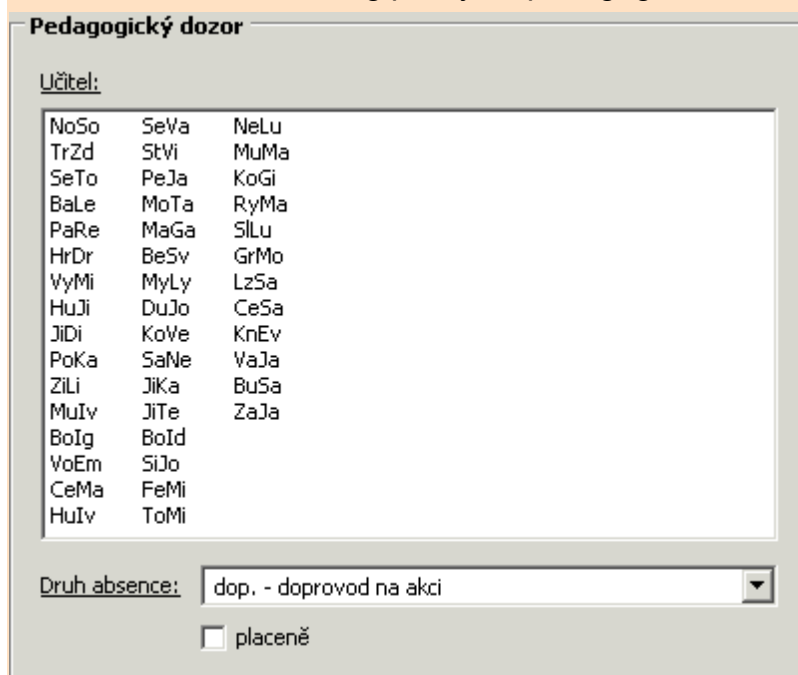 Pedagogický dozor
Učitel:
NoSo SeVa NeLu
TrZd StVi MuMa
SeTo PeJa KoGi
BaLe MoTa RyMa
PaRe MaGa SlLu
HrDr BeSv GrMo
VyMi MyLy LzSa
HuJi DuJo CeSa
JiDi KoVe KnEv
PoKa SaNe VaJa
ZiLi JiKa BuSa
MuIv JiTe ZaJa
BoIg BoId
VoEm SiJo
CeMa FeMi
HuIv ToMi
Druh absence: dop. - doprovod na akci
placeně